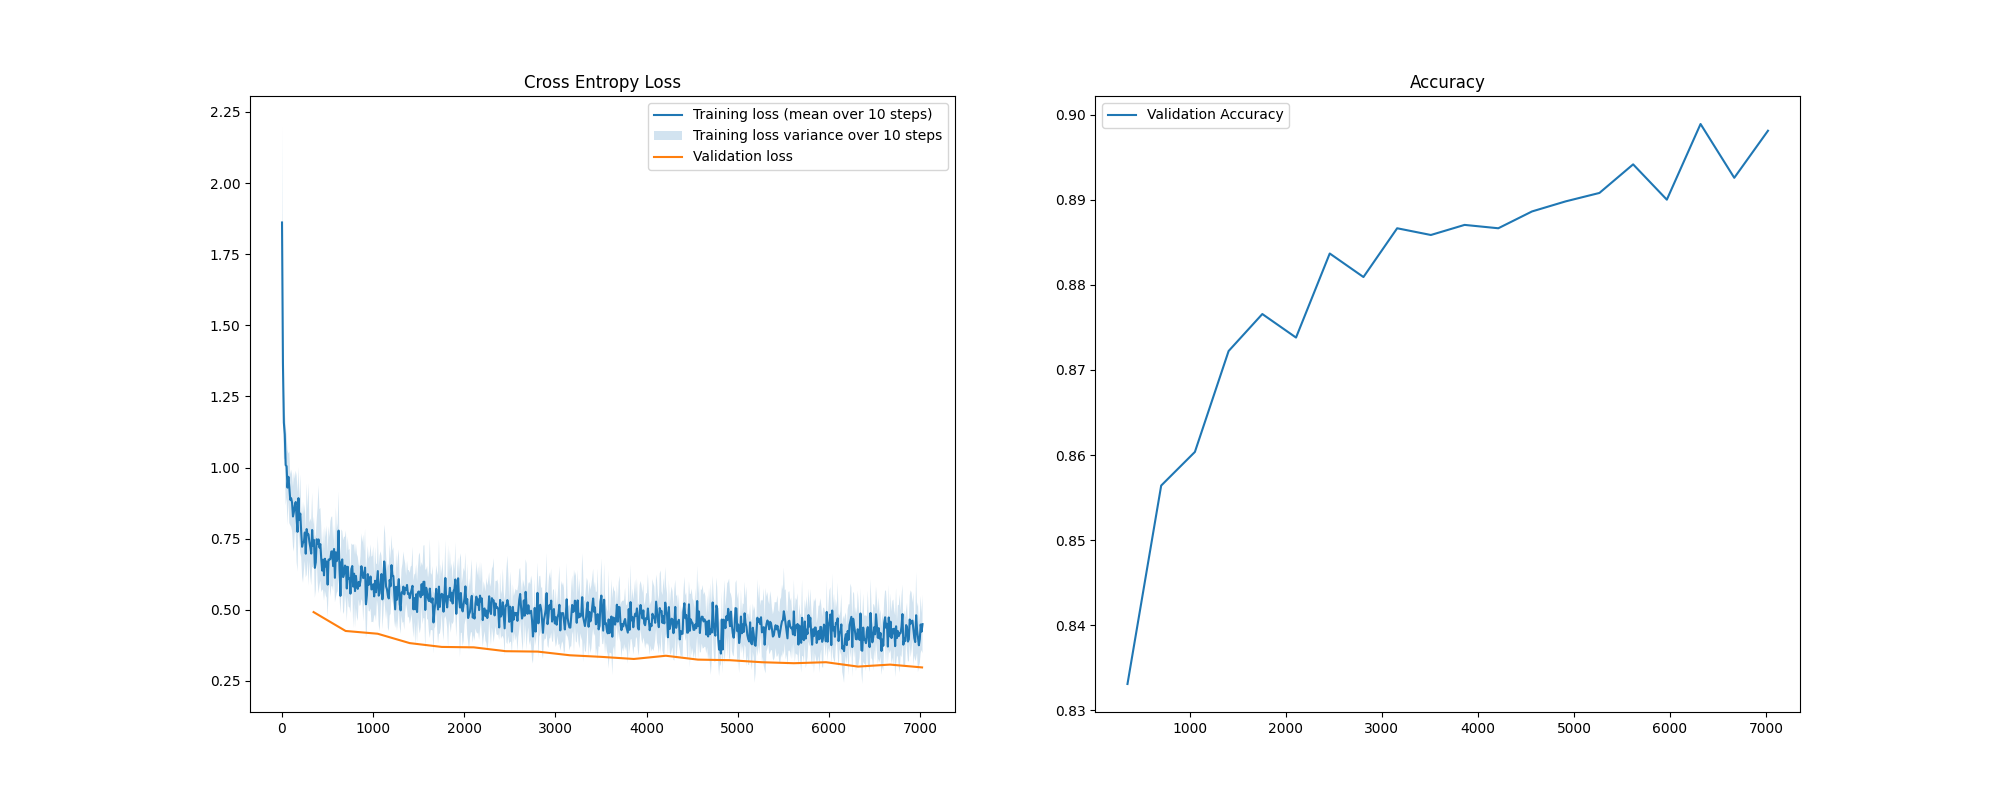 Cross Entropy Loss
Training loss (mean over 10 steps)
Training loss variance over 10 steps
Validation loss
2.25
2.00
1.75
1.50
1.25
1.00
0.75
0.50
0.25
0 1000 2000 3000 4000 5000 6000 7000
Accuracy
Validation Accuracy
0.90
0.89
0.88
0.87
0.86
0.85
0.84
0.83
1000 2000 3000 4000 5000 6000 7000